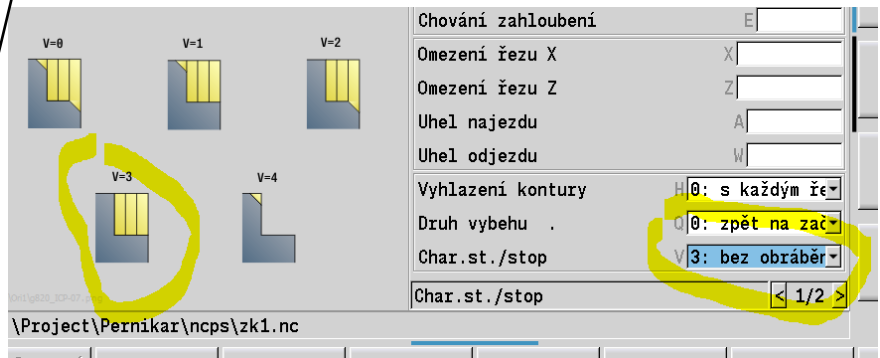 V=0 V=1 V=2
V=3 V=4
Chování zahloubení E
Omezení řezu X X
Omezení řezu Z Z
Uhel najezdu A
Uhel odjezdu W
Vyhlazení kontury H 0: s každým ře
Druh vybehu . Q 0: zpět na zač
Char.st./stop V 3: bez obráběn
Char.st./stop < 1/2 >
\Project\Pernikar\ncps\zk1.nc